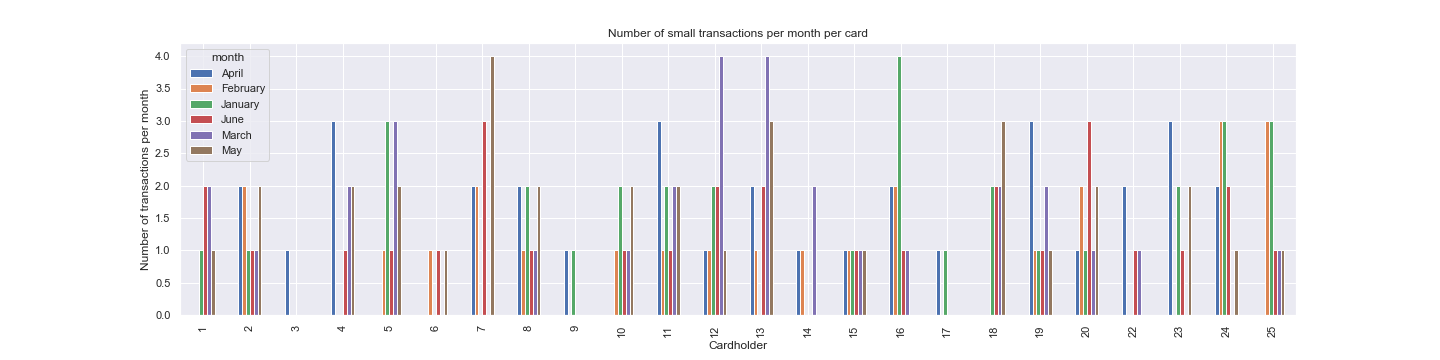 Number of small transactions per month per card
month
April
February
January
June
March
May
Number of transactions per month
4.0
3.5
3.0
2.5
2.0
1.5
1.0
0.5
0.0
1 2 3 4 5 6 7 8 9 10 11 12 13 14 15 16 17 18 19 20 22 23 24 25
Cardholder